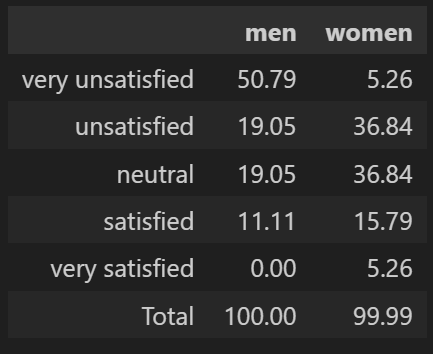 men women
very unsatisfied 50.79 5.26
unsatisfied 19.05 36.84
neutral 19.05 36.84
satisfied 11.11 15.79
very satisfied 0.00 5.26
Total 100.00 99.99